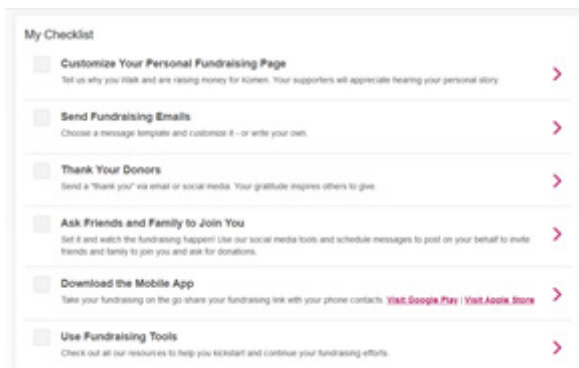 My Checklist
Customize Your Personal Fundraising Page
Tell us why you Walk and are raising money for Komen. Your supporters will appreciate hearing your personal story.
Send Fundraising Emails
Choose a message template and customize it - or write your own.
Thank Your Donors
Send a "thank you" via email or social media. Your gratitude inspires others to give.
Ask Friends and Family to Join You
Set it and watch the fundraising happen! Use our social media tools and schedule messages to post on your behalf to invite
friends and family to join you and ask for donations.
Download the Mobile App
Take your fundraising on the go share your fundraising link with your phone contacts. Visit Google Play | Visit Apple Store
Use Fundraising Tools
Check out all our resources to help you kickstart and continue your fundraising efforts.